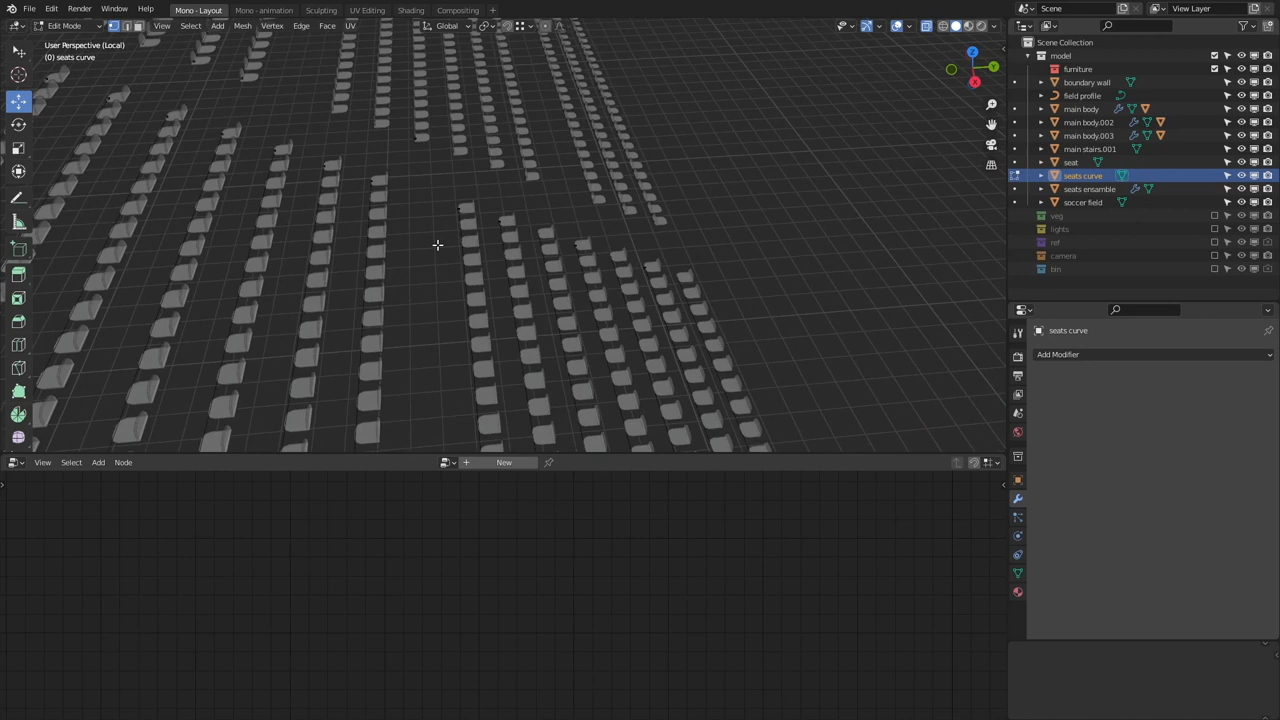 File Edit Render Window Help Mono - Layout Mono - animation Sculpting UV Editing Shading Compositing + Scene View Layer
Edit Mode View Select Add Mesh Vertex Edge Face UV Global
User Perspective (Local)
(0) seats curve
Z
Y
X
Scene Collection
model
furniture
boundary wall
field profile
main body
main body.002
main body.003
main stairs.001
seat
seats curve
seats ensamble
soccer field
veg
lights
ref
camera
bin
seats curve
Add Modifier
View Select Add Node + New